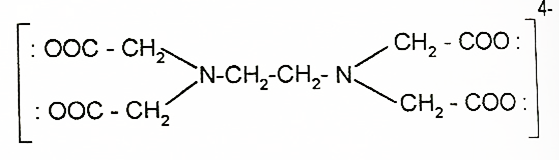 4-
: OOC - CH₂ CH₂ - COO :
N-CH₂-CH₂- N
: OOC - CH₂ CH₂ - COO :